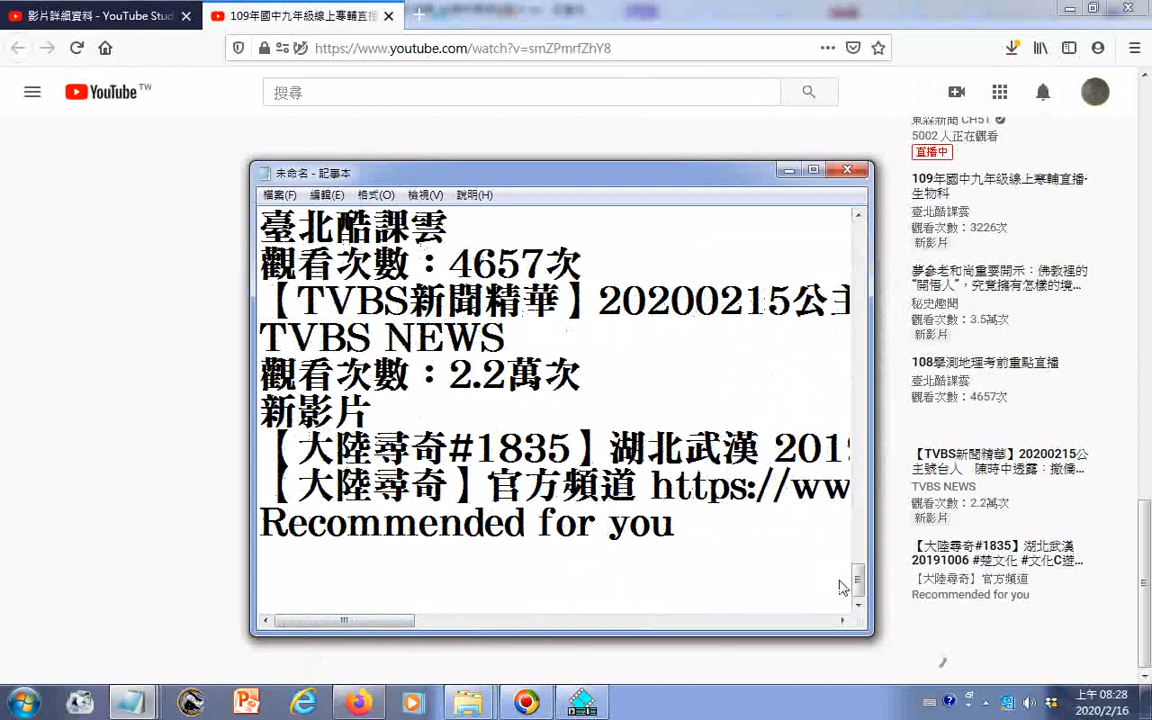 影片詳細資料 - YouTube Stud
109年國中九年級線上寒輔直播
https://www.youtube.com/watch?v=smZPmrfZhY8
YouTube TW
搜尋
未命名 - 記事本
檔案(F) 編輯(E) 格式(O) 檢視(V) 說明(H)
臺北酷課雲
觀看次數：4657次
【TVBS新聞精華】20200215公主
TVBS NEWS
觀看次數：2.2萬次
新影片
【大陸尋奇#1835】湖北武漢 2019
【大陸尋奇】官方頻道 https://ww
Recommended for you
東森新聞 CH51
5002 人正在觀看
直播中
109年國中九年級線上寒輔直播-
生物科
臺北酷課雲
觀看次數：3226次
新影片
夢參老和尚重要開示：佛教裡的
“開悟人”，究竟擁有怎樣的境...
秘史趣聞
觀看次數：3.5萬次
新影片
108學測地理考前重點直播
臺北酷課雲
觀看次數：4657次
【TVBS新聞精華】20200215公
主號台人 陳時中透露：撤僑...
TVBS NEWS
觀看次數：2.2萬次
新影片
【大陸尋奇#1835】湖北武漢
20191006 #楚文化 #文化C遊...
【大陸尋奇】官方頻道
Recommended for you
上午 08:28
2020/2/16